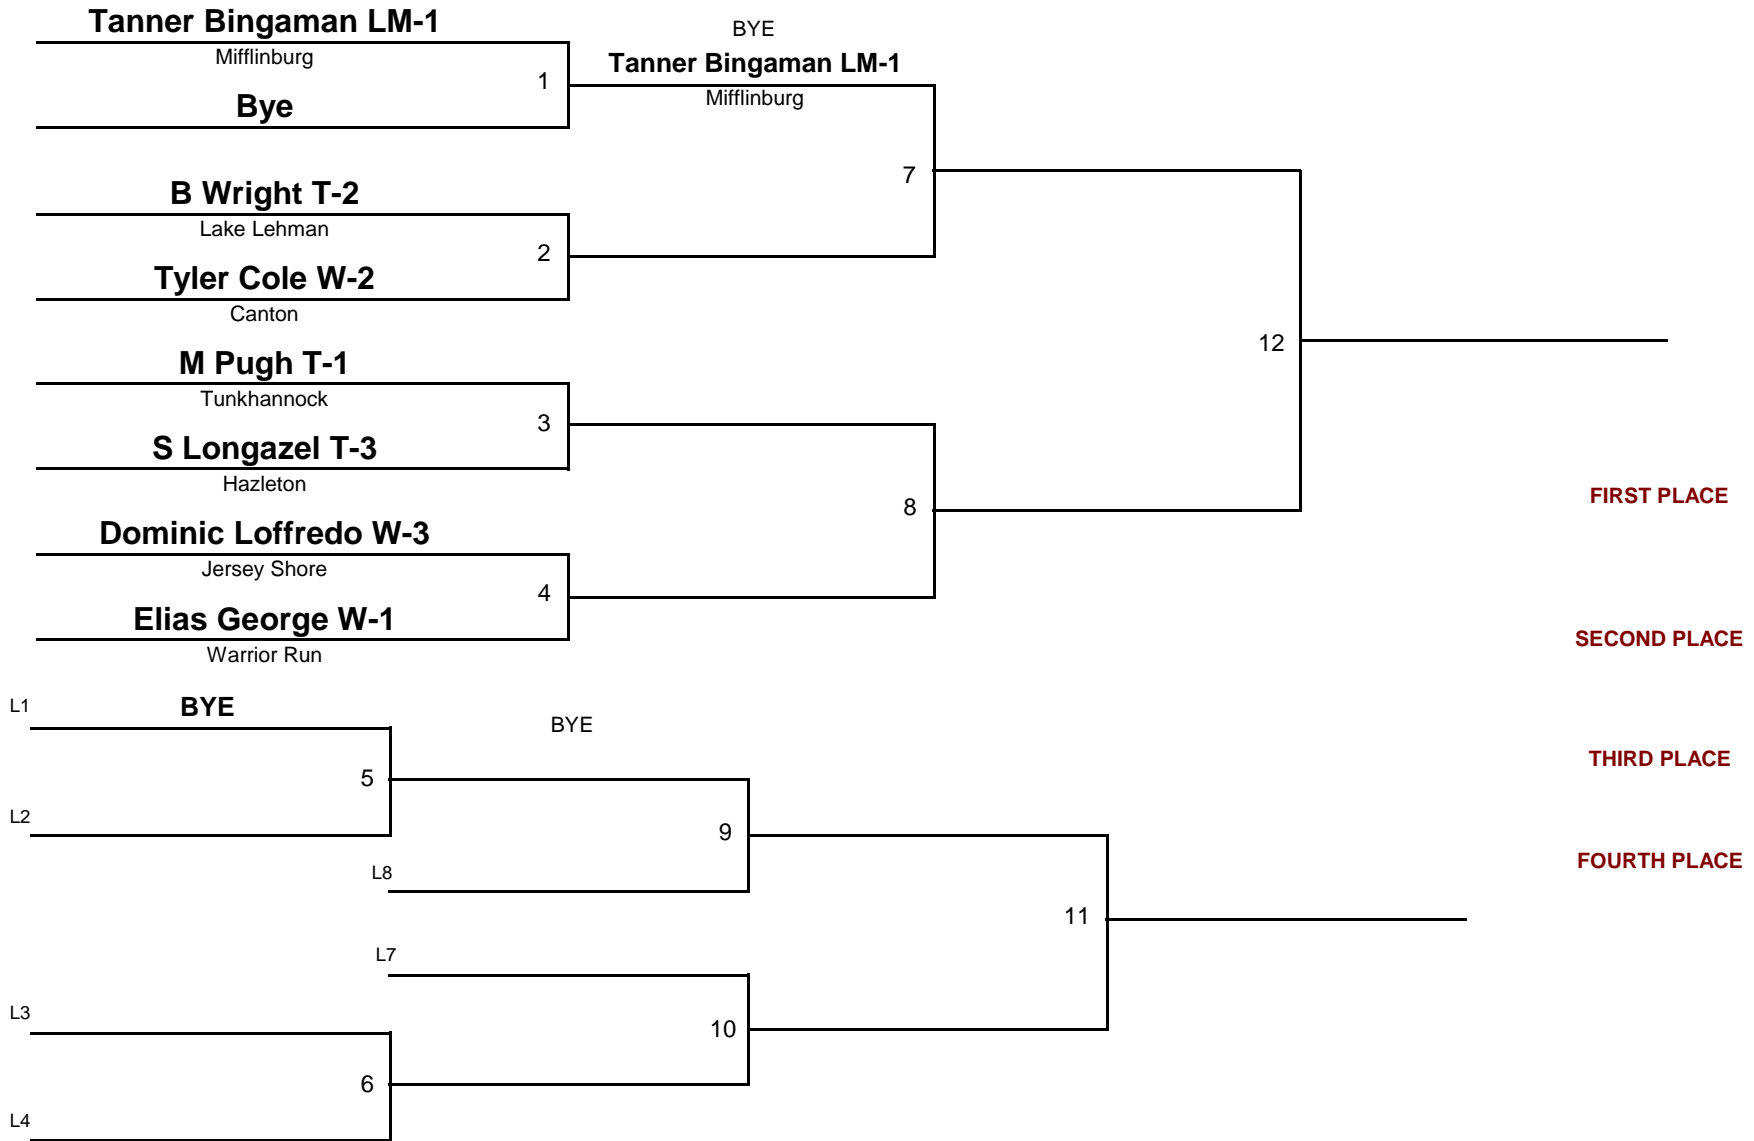 Tanner Bingaman LM-1
Mifflinburg
Bye
1
BYE
Tanner Bingaman LM-1
Mifflinburg
B Wright T-2
Lake Lehman
2
Tyler Cole W-2
Canton
7
M Pugh T-1
Tunkhannock
3
S Longazel T-3
Hazleton
Dominic Loffredo W-3
Jersey Shore
4
Elias George W-1
Warrior Run
8
12
FIRST PLACE
SECOND PLACE
THIRD PLACE
FOURTH PLACE
L1
BYE
BYE
5
L2
9
L8
11
L7
L3
10
6
L4